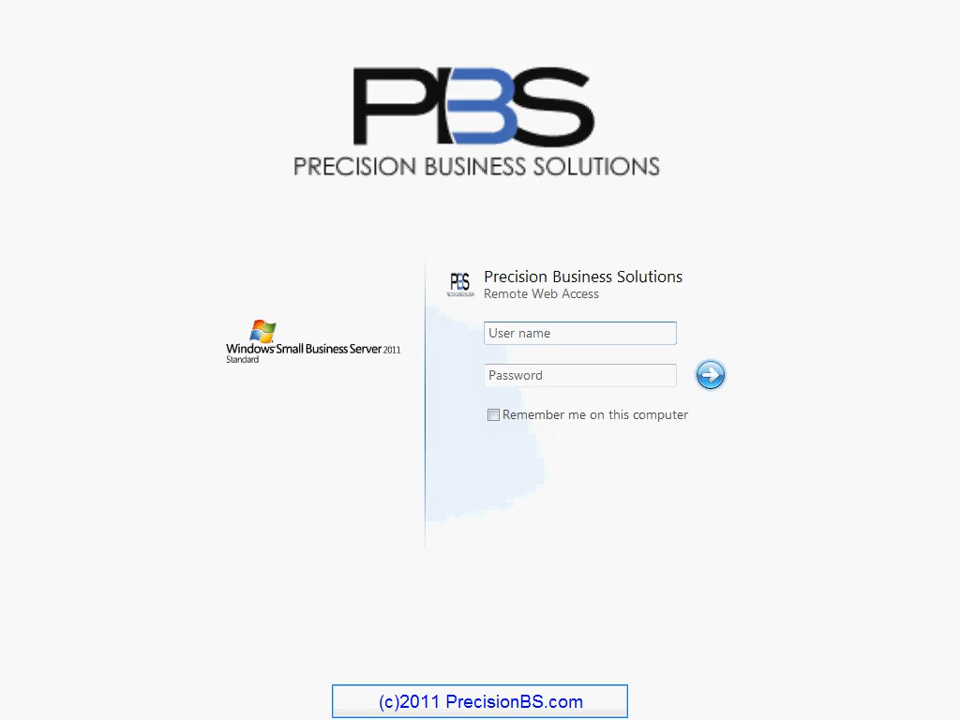 PBS
PRECISION BUSINESS SOLUTIONS
PBS
Precision Business Solutions
Remote Web Access
User name
Windows Small Business Server 2011
Standard
Password
Remember me on this computer
(c)2011 PrecisionBS.com